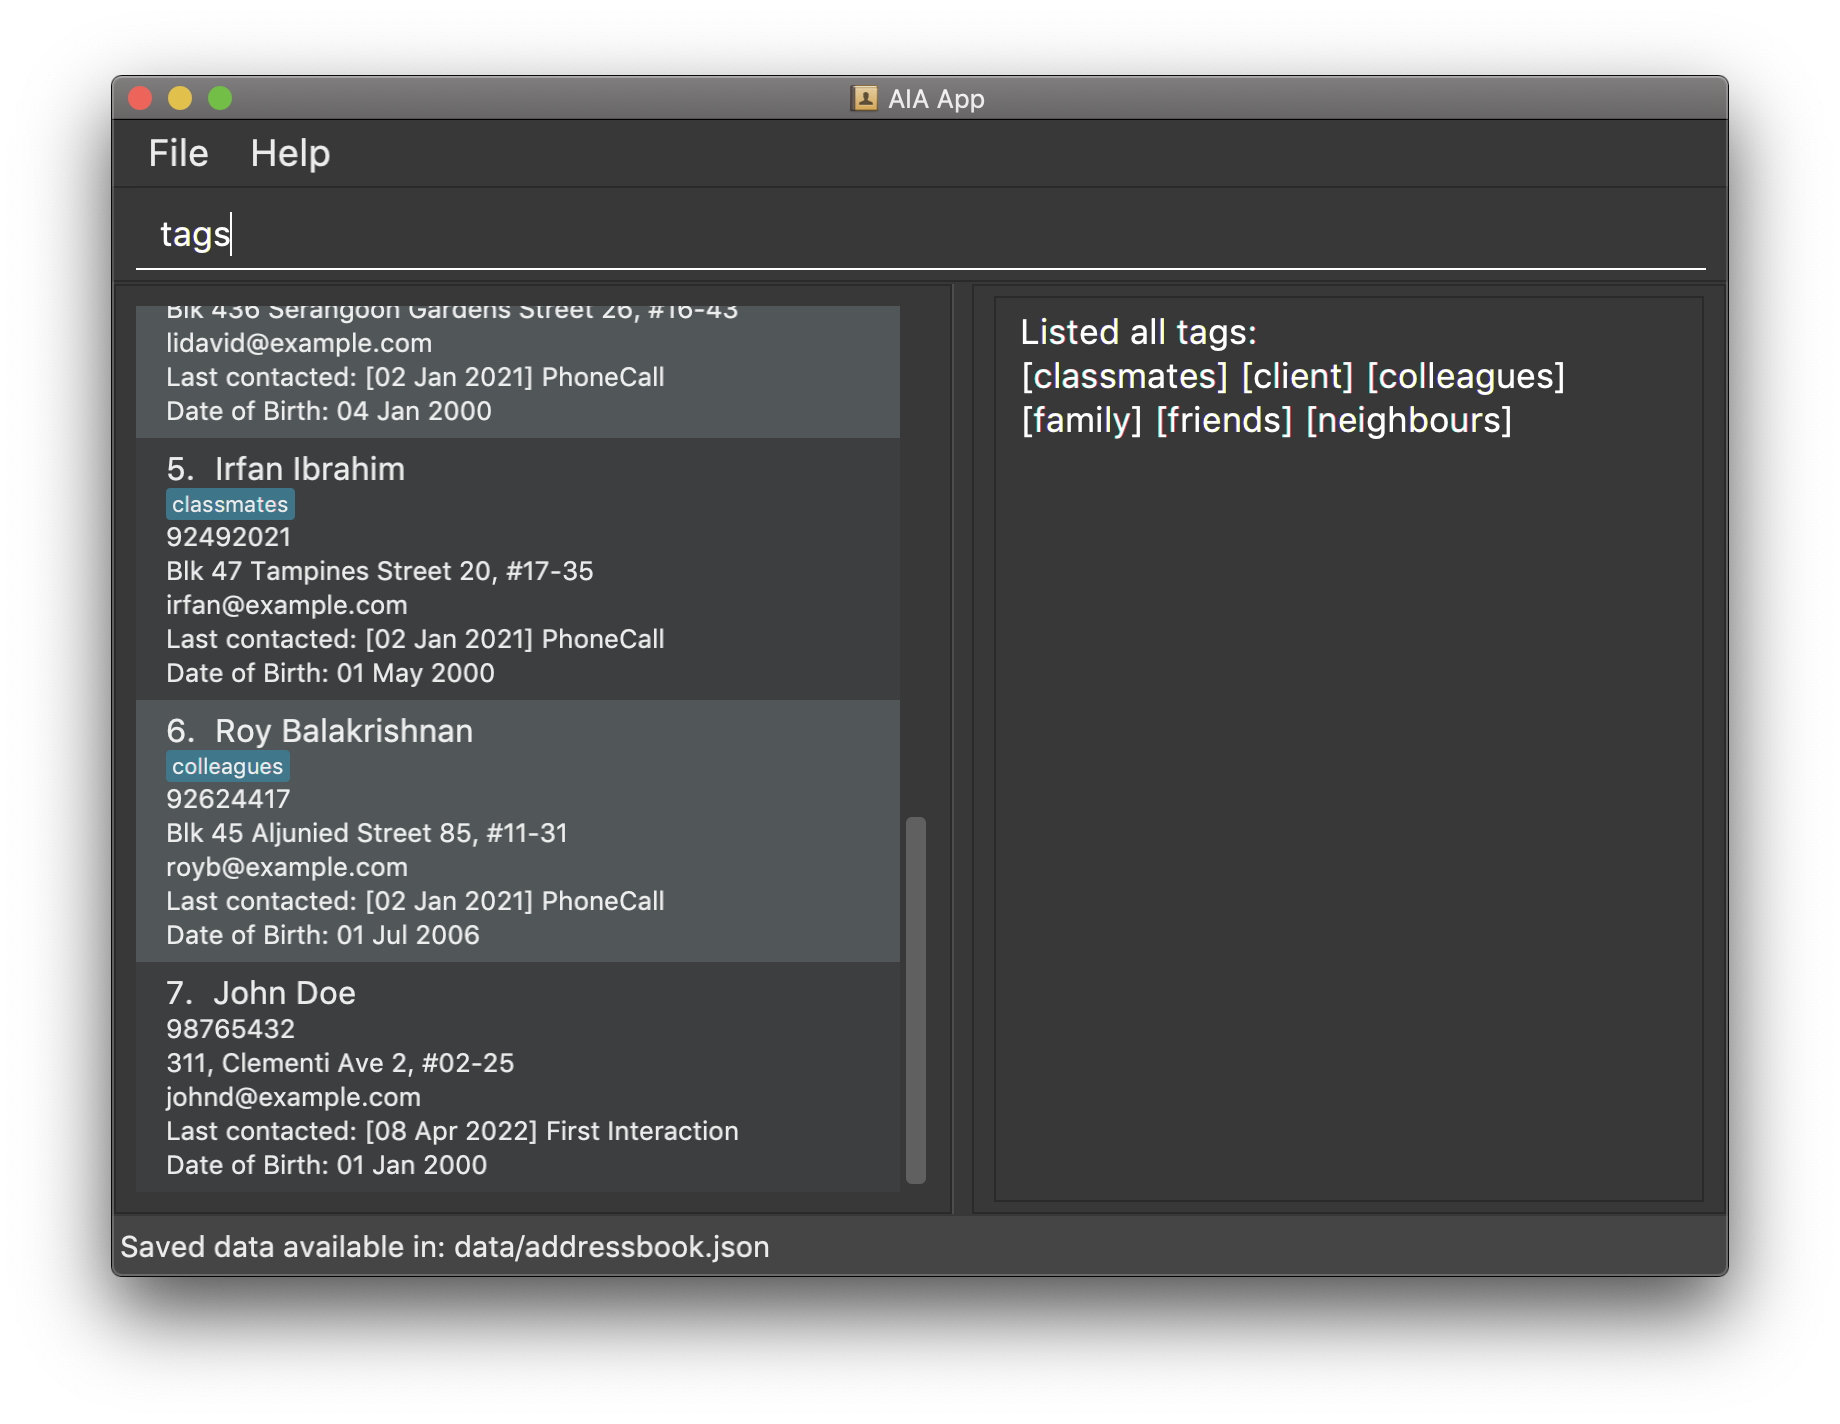 AIA App
File Help
tags
Blk 436 Serangoon Gardens Street 26, #16-43
lidavid@example.com
Last contacted: [02 Jan 2021] PhoneCall
Date of Birth: 04 Jan 2000
5. Irfan Ibrahim
classmates
92492021
Blk 47 Tampines Street 20, #17-35
irfan@example.com
Last contacted: [02 Jan 2021] PhoneCall
Date of Birth: 01 May 2000
6. Roy Balakrishnan
colleagues
92624417
Blk 45 Aljunied Street 85, #11-31
royb@example.com
Last contacted: [02 Jan 2021] PhoneCall
Date of Birth: 01 Jul 2006
7. John Doe
98765432
311, Clementi Ave 2, #02-25
johnd@example.com
Last contacted: [08 Apr 2022] First Interaction
Date of Birth: 01 Jan 2000
Listed all tags:
[classmates] [client] [colleagues]
[family] [friends] [neighbours]
Saved data available in: data/addressbook.json